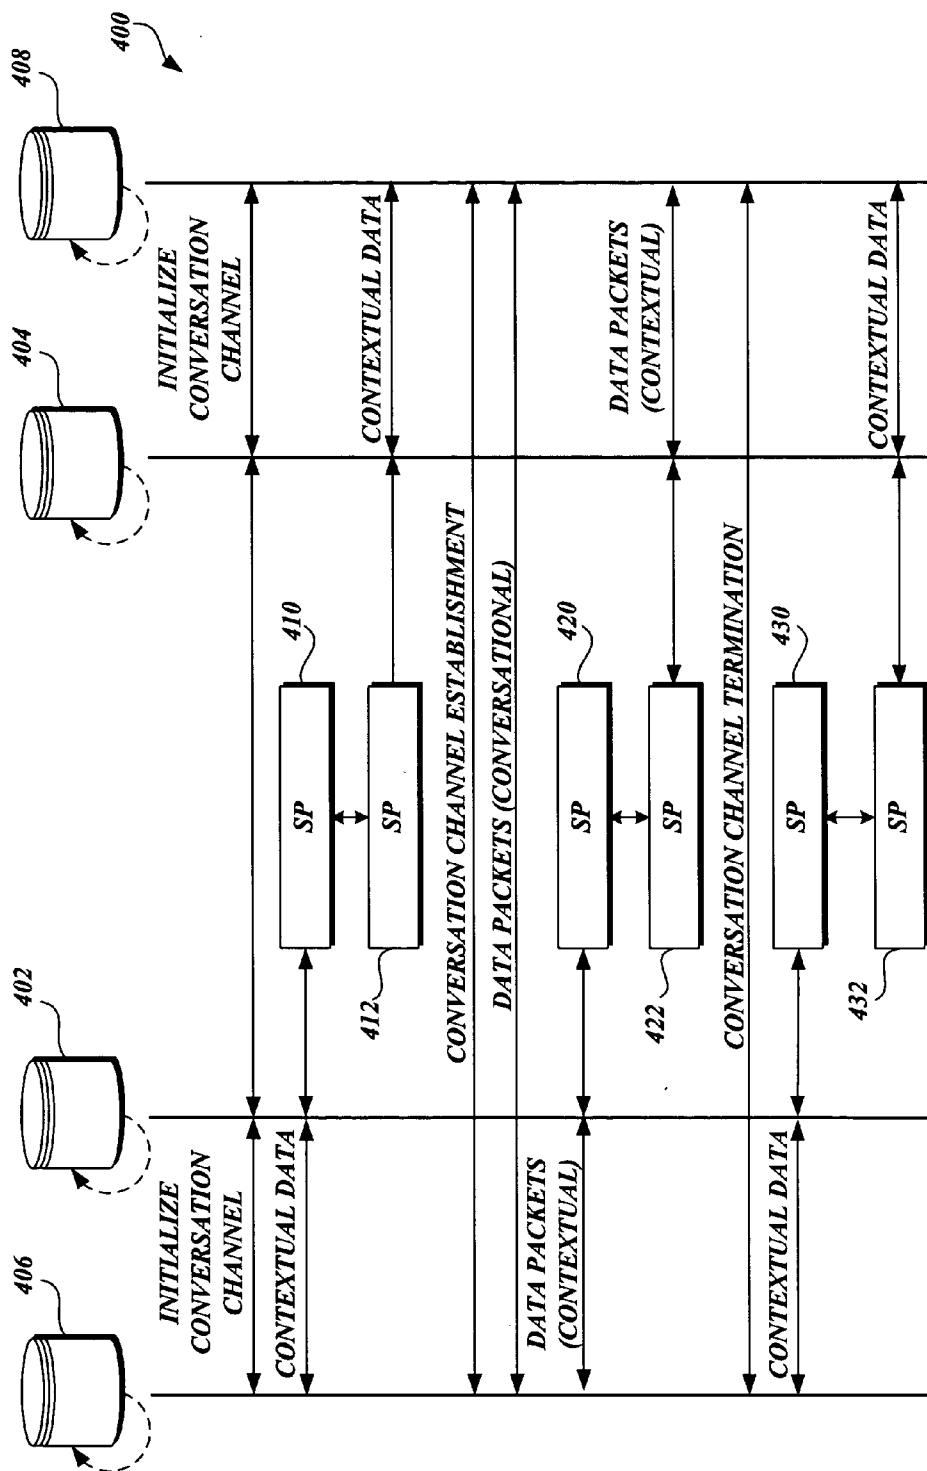 400
406
402
404
408
INITIALIZE
CONVERSATION
CHANNEL
INITIALIZE
CONVERSATION
CHANNEL
CONTEXTUAL DATA
SP
410
SP
412
CONTEXTUAL DATA
CONVERSATION CHANNEL ESTABLISHMENT
DATA PACKETS (CONVERSATIONAL)
DATA PACKETS
(CONTEXTUAL)
SP
420
SP
422
DATA PACKETS
(CONTEXTUAL)
CONVERSATION CHANNEL TERMINATION
CONTEXTUAL DATA
SP
430
SP
432
CONTEXTUAL DATA